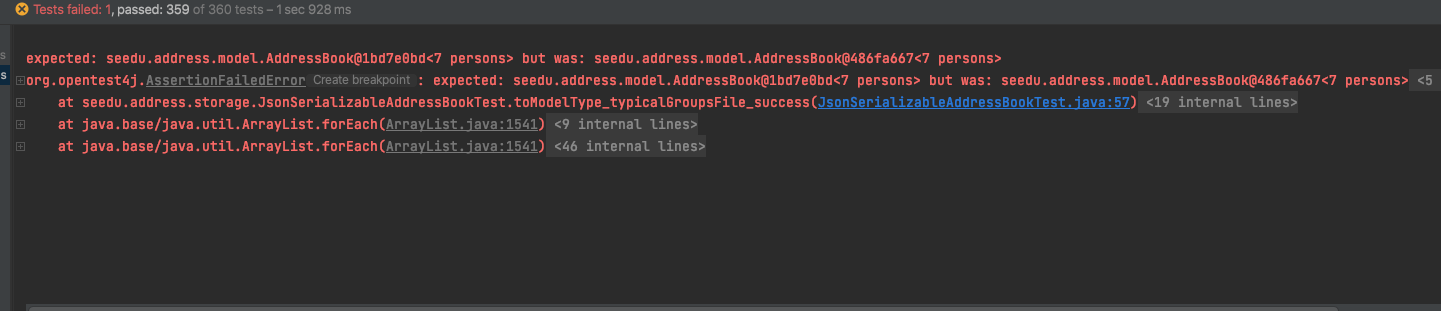 Tests failed: 1, passed: 359 of 360 tests – 1 sec 928 ms
s
expected: seedu.address.model.AddressBook@1bd7e0bd<7 persons> but was: seedu.address.model.AddressBook@486fa667<7 persons>
s
org.opentest4j.AssertionFailedError Create breakpoint : expected: seedu.address.model.AddressBook@1bd7e0bd<7 persons> but was: seedu.address.model.AddressBook@486fa667<7 persons> <5
at seedu.address.storage.JsonSerializableAddressBookTest.toModelType_typicalGroupsFile_success(JsonSerializableAddressBookTest.java:57) <19 internal lines>
at java.base/java.util.ArrayList.forEach(ArrayList.java:1541) <9 internal lines>
at java.base/java.util.ArrayList.forEach(ArrayList.java:1541) <46 internal lines>